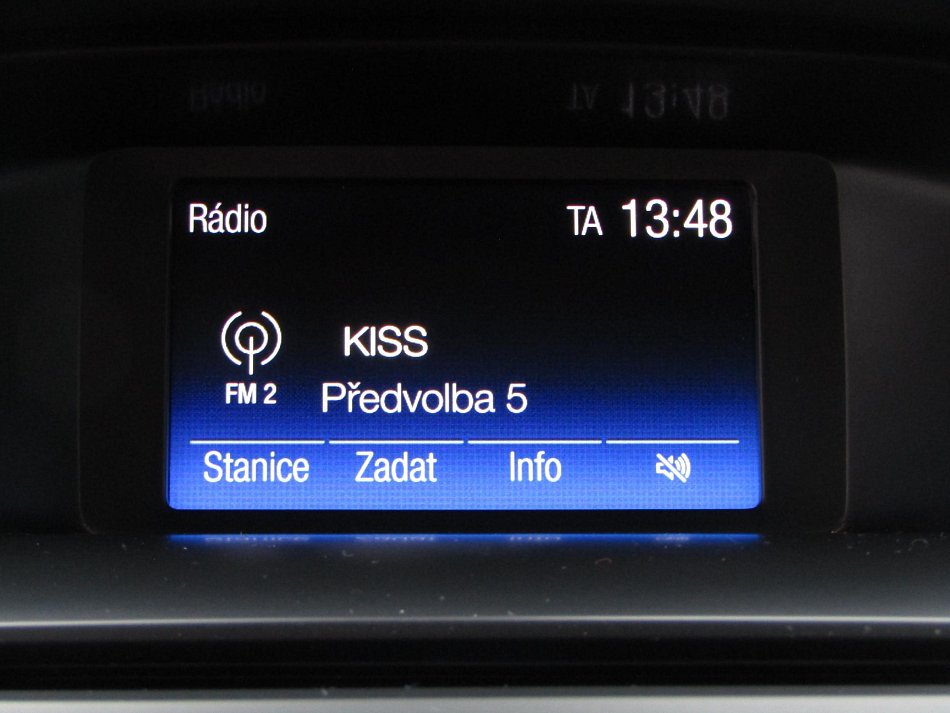 Rádio TA 13:48
KISS
FM 2 Předvolba 5
Stanice Zadat Info